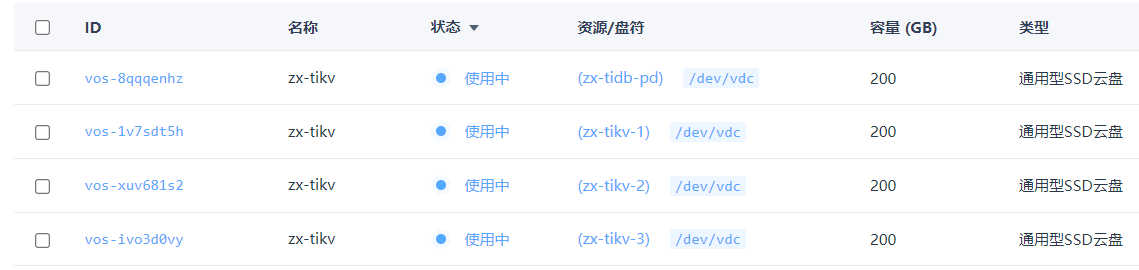 ID 名称 状态 资源/盘符 容量 (GB) 类型
vos-8qqqenhz zx-tikv 使用中 (zx-tidb-pd) /dev/vdc 200 通用型SSD云盘
vos-1v7sdt5h zx-tikv 使用中 (zx-tikv-1) /dev/vdc 200 通用型SSD云盘
vos-xuv681s2 zx-tikv 使用中 (zx-tikv-2) /dev/vdc 200 通用型SSD云盘
vos-ivo3d0vy zx-tikv 使用中 (zx-tikv-3) /dev/vdc 200 通用型SSD云盘